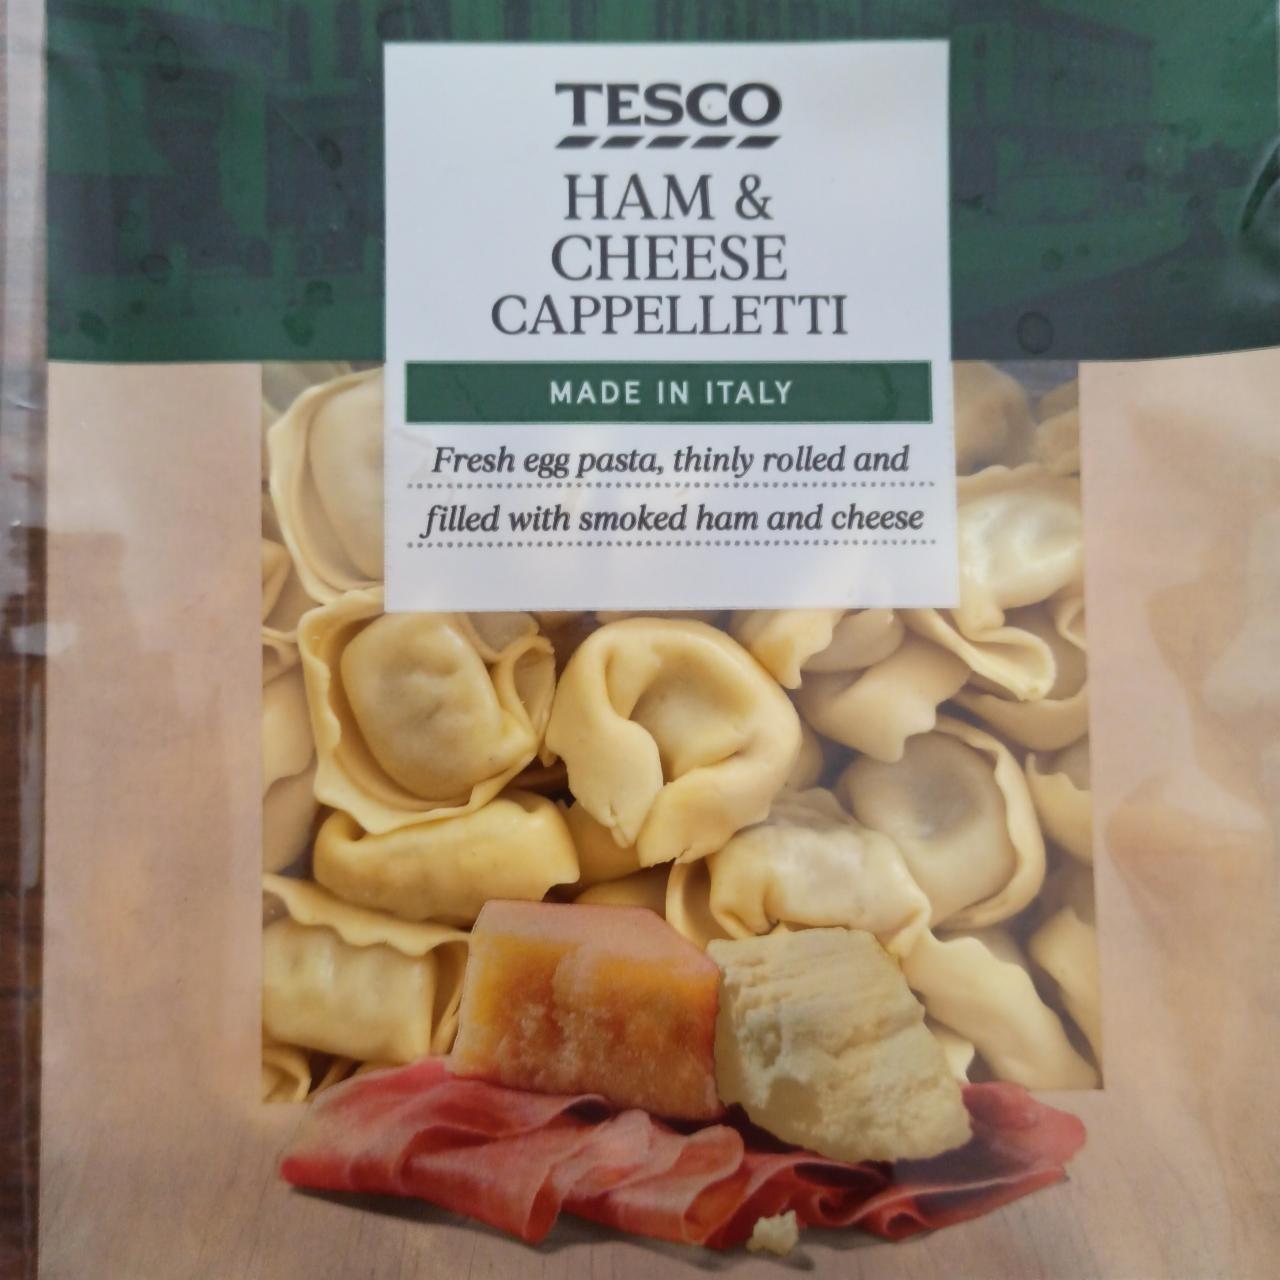 TESCO
HAM &
CHEESE
CAPPELLETTI
MADE IN ITALY
Fresh egg pasta, thinly rolled and
filled with smoked ham and cheese